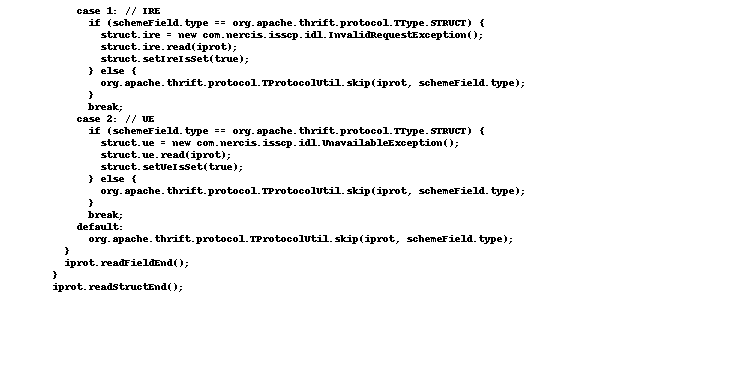 case 1: // IRE
if (schemeField.type == org.apache.thrift.protocol.TType.STRUCT) {
struct.ire = new com.nercis.isscp.idl.InvalidRequestException();
struct.ire.read(iprot);
struct.setIreIsSet(true);
} else {
org.apache.thrift.protocol.TProtocolUtil.skip(iprot, schemeField.type);
}
break;
case 2: // UE
if (schemeField.type == org.apache.thrift.protocol.TType.STRUCT) {
struct.ue = new com.nercis.isscp.idl.UnavailableException();
struct.ue.read(iprot);
struct.setUeIsSet(true);
} else {
org.apache.thrift.protocol.TProtocolUtil.skip(iprot, schemeField.type);
}
break;
default:
org.apache.thrift.protocol.TProtocolUtil.skip(iprot, schemeField.type);
}
iprot.readFieldEnd();
}
iprot.readStructEnd();